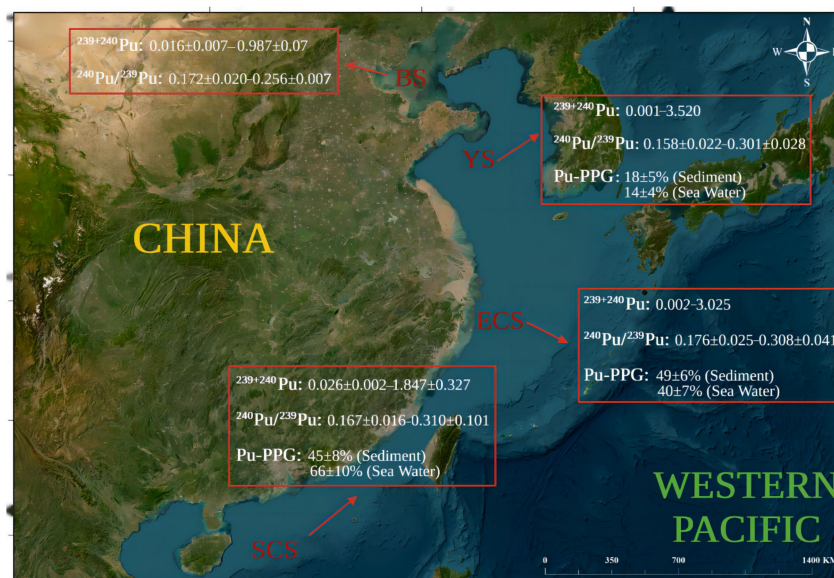 ²³⁹⁺²⁴⁰Pu: 0.016±0.007–0.987±0.07
²⁴⁰Pu/²³⁹Pu: 0.172±0.020–0.256±0.007
BS
N
W
S
²³⁹⁺²⁴⁰Pu: 0.001–3.520
²⁴⁰Pu/²³⁹Pu: 0.158±0.022–0.301±0.028
Pu-PPG: 18±5% (Sediment)
14±4% (Sea Water)
YS
CHINA
²³⁹⁺²⁴⁰Pu: 0.002–3.025
²⁴⁰Pu/²³⁹Pu: 0.176±0.025–0.308±0.041
Pu-PPG: 49±6% (Sediment)
40±7% (Sea Water)
ECS
²³⁹⁺²⁴⁰Pu: 0.026±0.002–1.847±0.327
²⁴⁰Pu/²³⁹Pu: 0.167±0.016–0.310±0.101
Pu-PPG: 45±8% (Sediment)
66±10% (Sea Water)
SCS
WESTERN
PACIFIC
0 350 700 1400